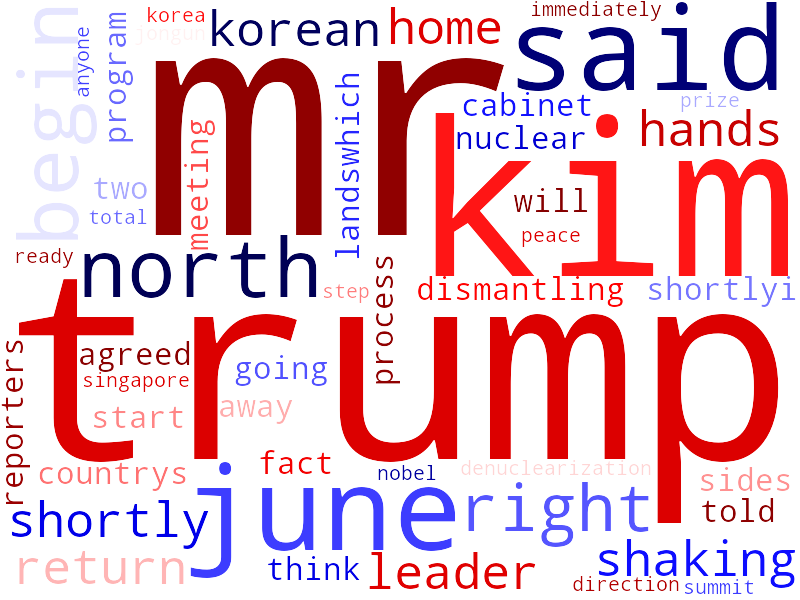 korea
immediately
jongun
korean
home
said
begin
anyone
program
mr
landswhich
cabinet
prize
nuclear
hands
meeting
kim
two
total
will
peace
ready
north
step
process
dismantling
shortlyi
trump
reporters
agreed
singapore
going
start
away
countrys
fact
nobel
denuclearization
sides
june
right
told
shortly
return
think
leader
shaking
direction
summit